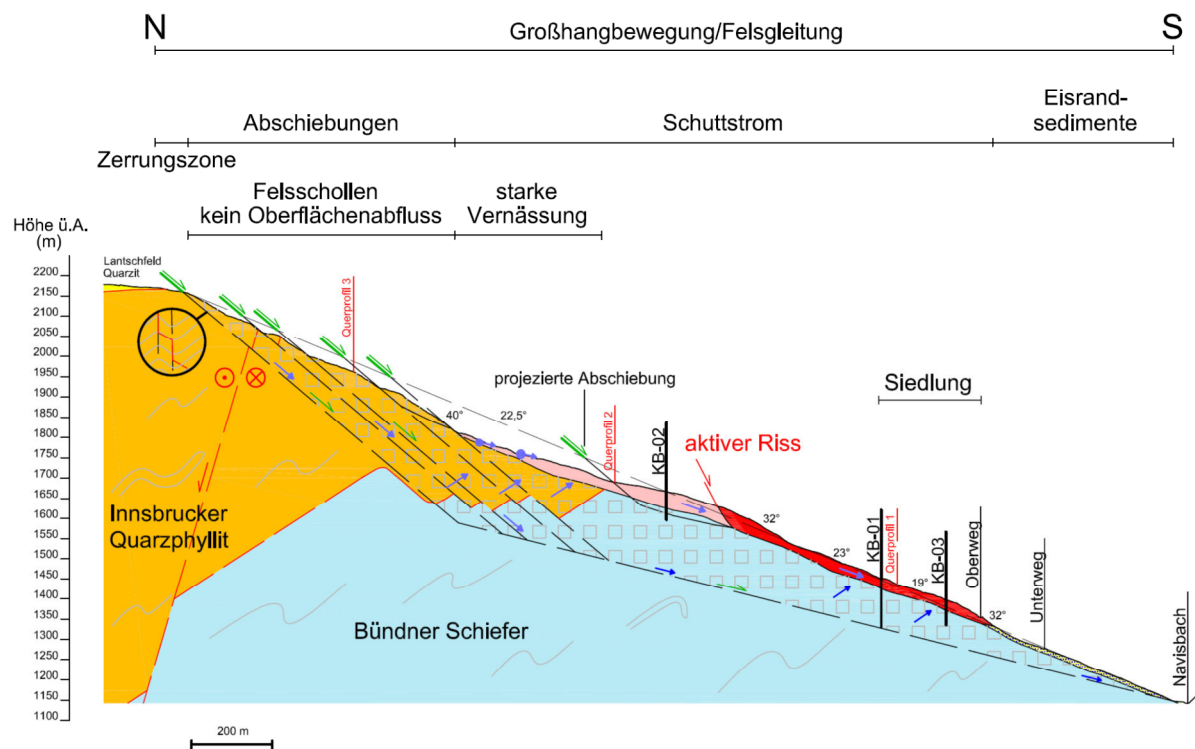 N
S
Großhangbewegung/Felsgleitung
Eisrand-
sedimente
Abschiebungen
Schuttstrom
Zerrungszone
Felsschollen
kein Oberflächenabfluss
starke
Vernässung
Höhe ü.A.
(m)
Lantschfeld
Quarzit
2200
2150
2100
2050
2000
1950
1900
1850
1800
1750
1700
1650
1600
1550
1500
1450
1400
1350
1300
1250
1200
1150
1100
Querprofil 3
projezierte Abschiebung
Siedlung
40°
22,5°
Querprofil 2
KB-02
aktiver Riss
32°
23°
KB-01
Querprofil 1
19°
KB-03
Oberweg
32°
Unterweg
Navisbach
Innsbrucker
Quarzphyllit
Bündner Schiefer
200 m